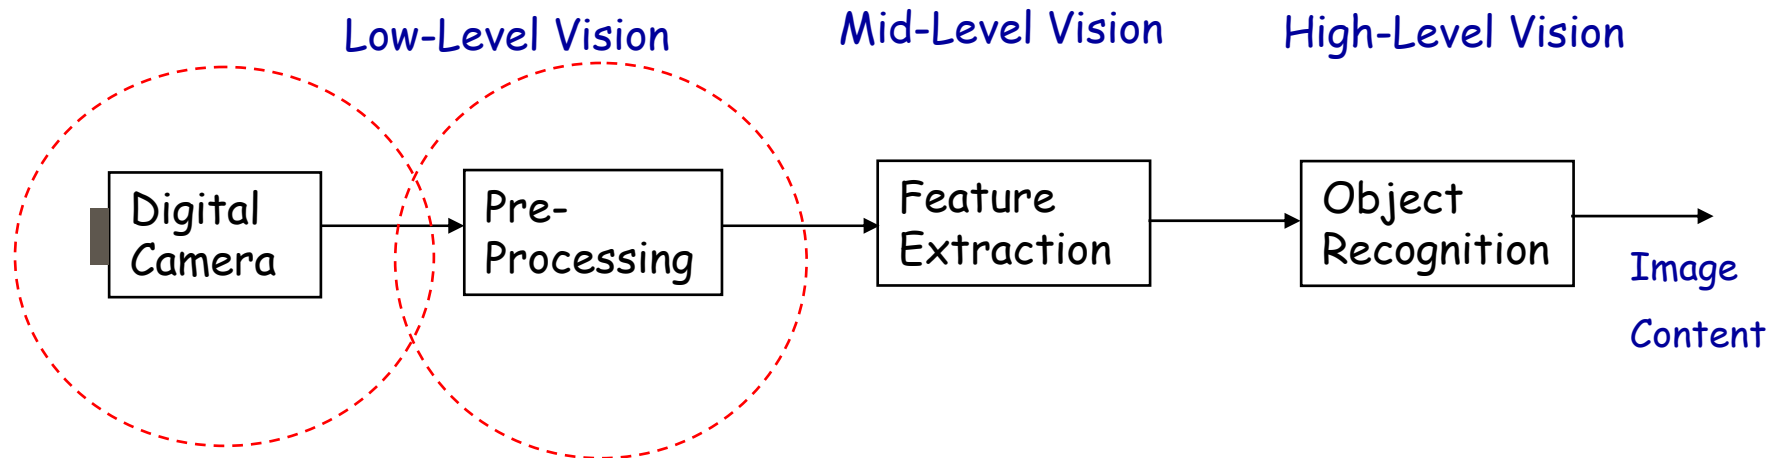 Low-Level Vision
Mid-Level Vision
High-Level Vision
Digital
Camera
Pre-
Processing
Feature
Extraction
Object
Recognition
Image
Content